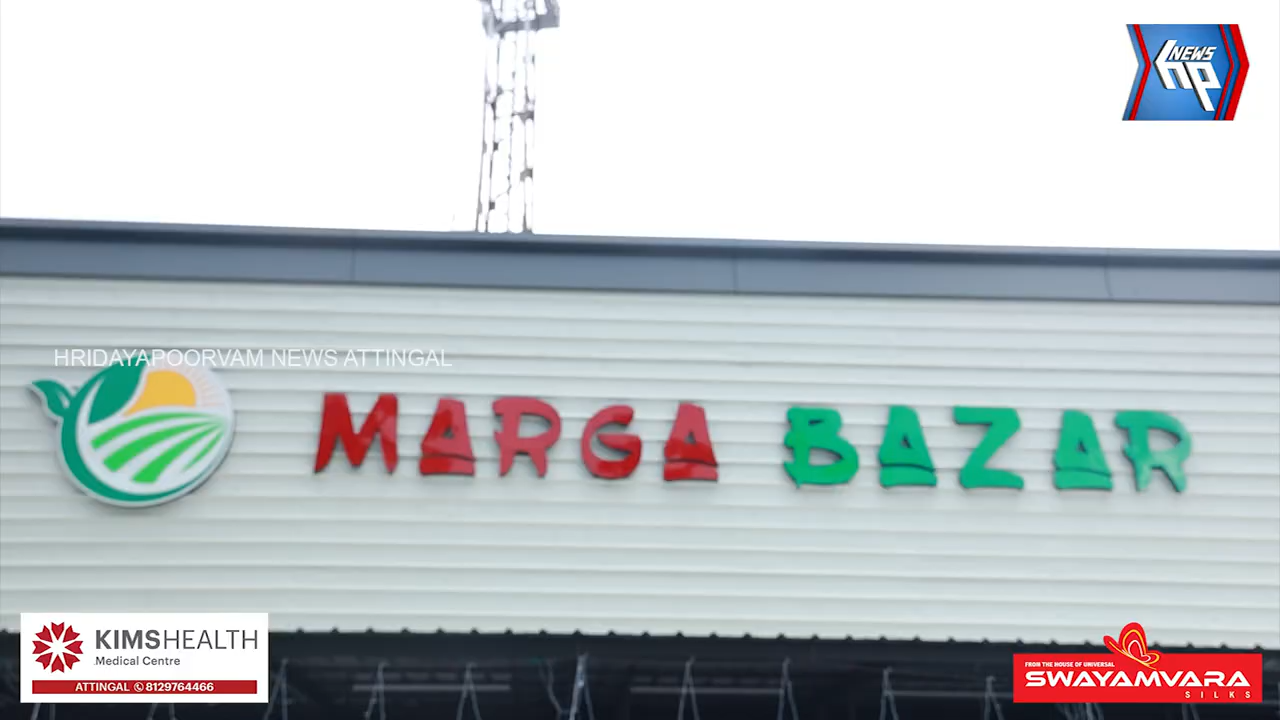 NEWS
hp
HRIDAYAPOORVAM NEWS ATTINGAL
MARGA BAZAR
KIMSHEALTH
Medical Centre
ATTINGAL 8129764466
FROM THE HOUSE OF UNIVERSAL
SWAYAMVARA
SILKS